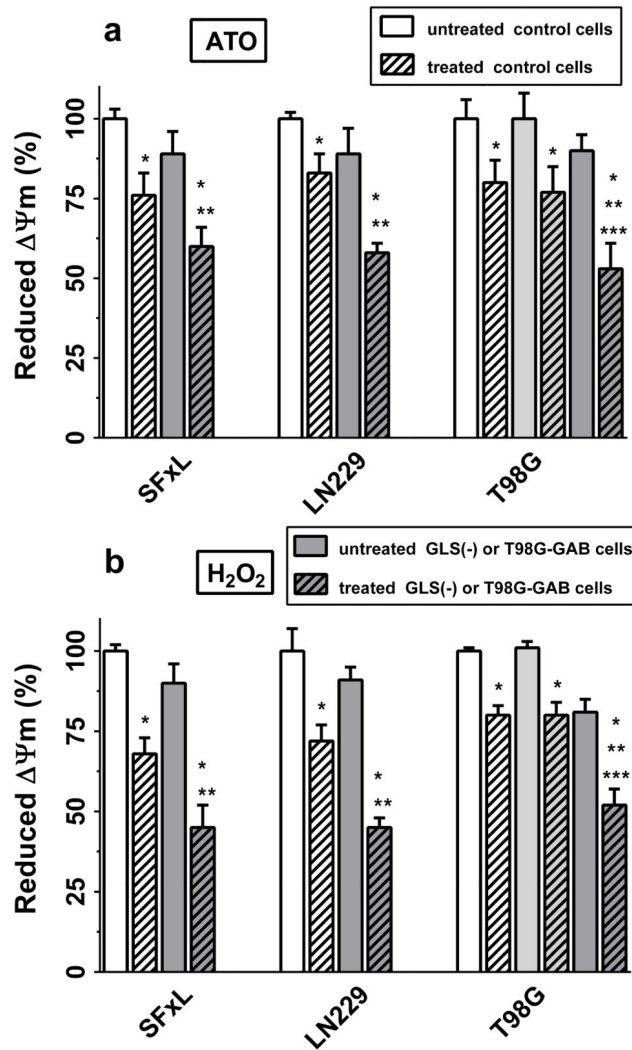 a
ATO
untreated control cells
treated control cells
Reduced ΔΨm (%)
100
75
50
25
0
*
*
**
*
*
**
*
*
*
**
***
SFxL
LN229
T98G
b
H₂O₂
untreated GLS(-) or T98G-GAB cells
treated GLS(-) or T98G-GAB cells
Reduced ΔΨm (%)
100
75
50
25
0
*
*
**
*
*
**
*
*
*
**
***
SFxL
LN229
T98G